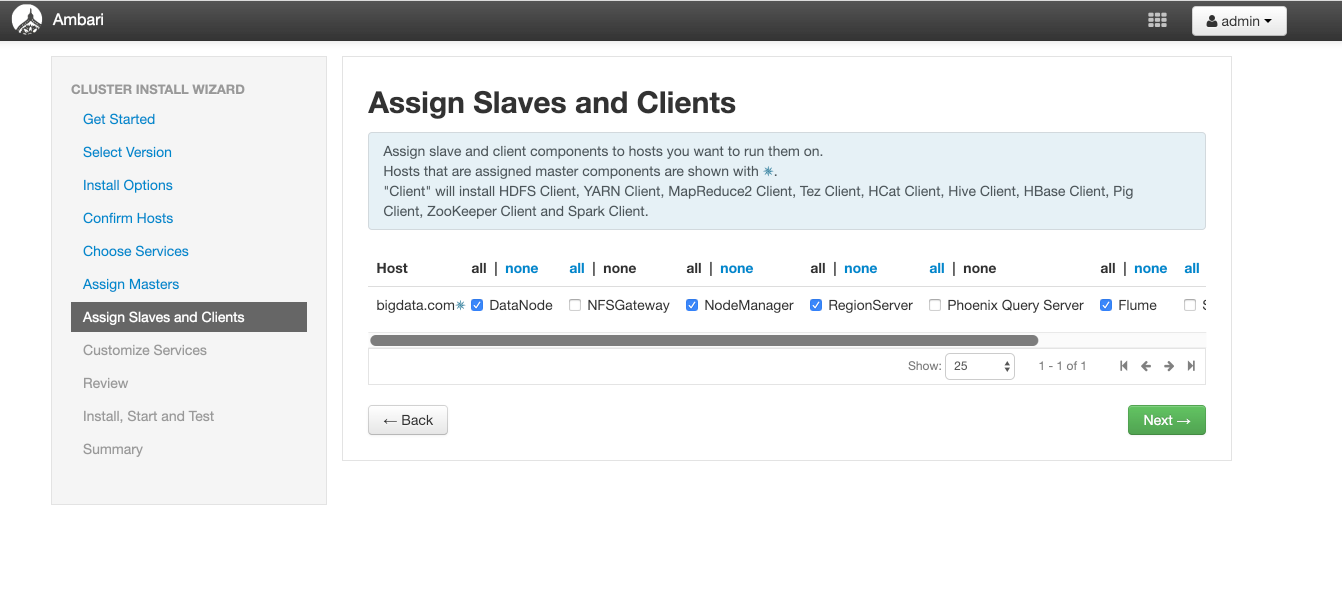 Ambari
admin
CLUSTER INSTALL WIZARD
Get Started
Select Version
Install Options
Confirm Hosts
Choose Services
Assign Masters
Assign Slaves and Clients
Customize Services
Review
Install, Start and Test
Summary
Assign Slaves and Clients
Assign slave and client components to hosts you want to run them on.
Hosts that are assigned master components are shown with ✵.
"Client" will install HDFS Client, YARN Client, MapReduce2 Client, Tez Client, HCat Client, Hive Client, HBase Client, Pig
Client, ZooKeeper Client and Spark Client.
Host all | none all | none all | none all | none all | none all | none all
bigdata.com✵ DataNode NFSGateway NodeManager RegionServer Phoenix Query Server Flume
Show: 25 1 - 1 of 1
← Back
Next →